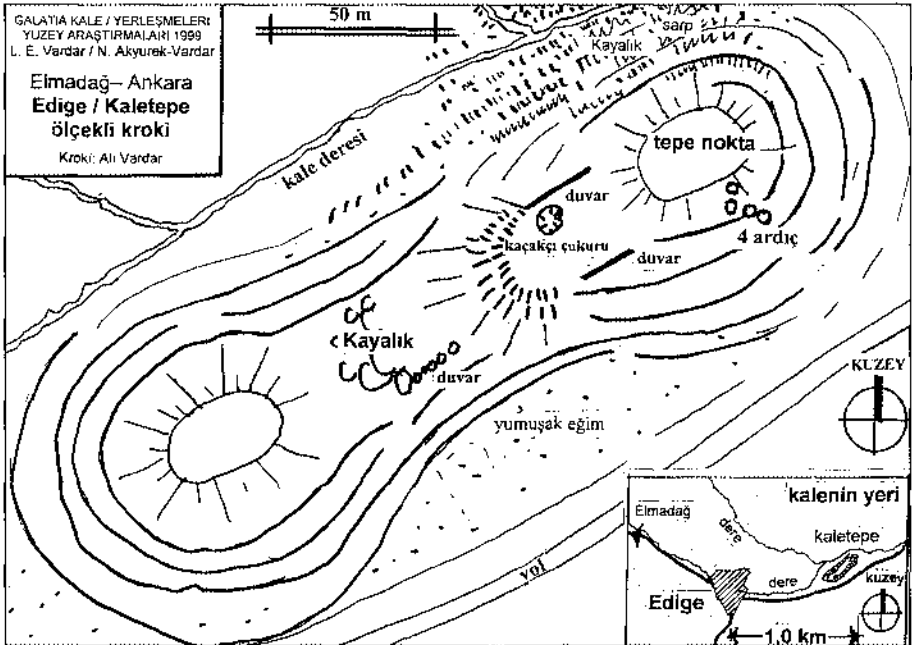 GALATIA KALE / YERLEŞMELERİ
YUZEY ARAŞTIRMALARI 1999
L. E. Vardar / N. Akyurek-Vardar
Elmadağ– Ankara
Edige / Kaletepe
ölçekli kroki
Kroki: Ali Vardar
50 m
sarp
Kayalık
kale deresi
tepe nokta
duvar
kaçakçı çukuru
4 ardıç
duvar
Kayalık
duvar
KUZEY
yumuşak eğim
yol
kalenin yeri
Elmadağ
dere
kaletepe
dere
kuzey
Edige
1,0 km